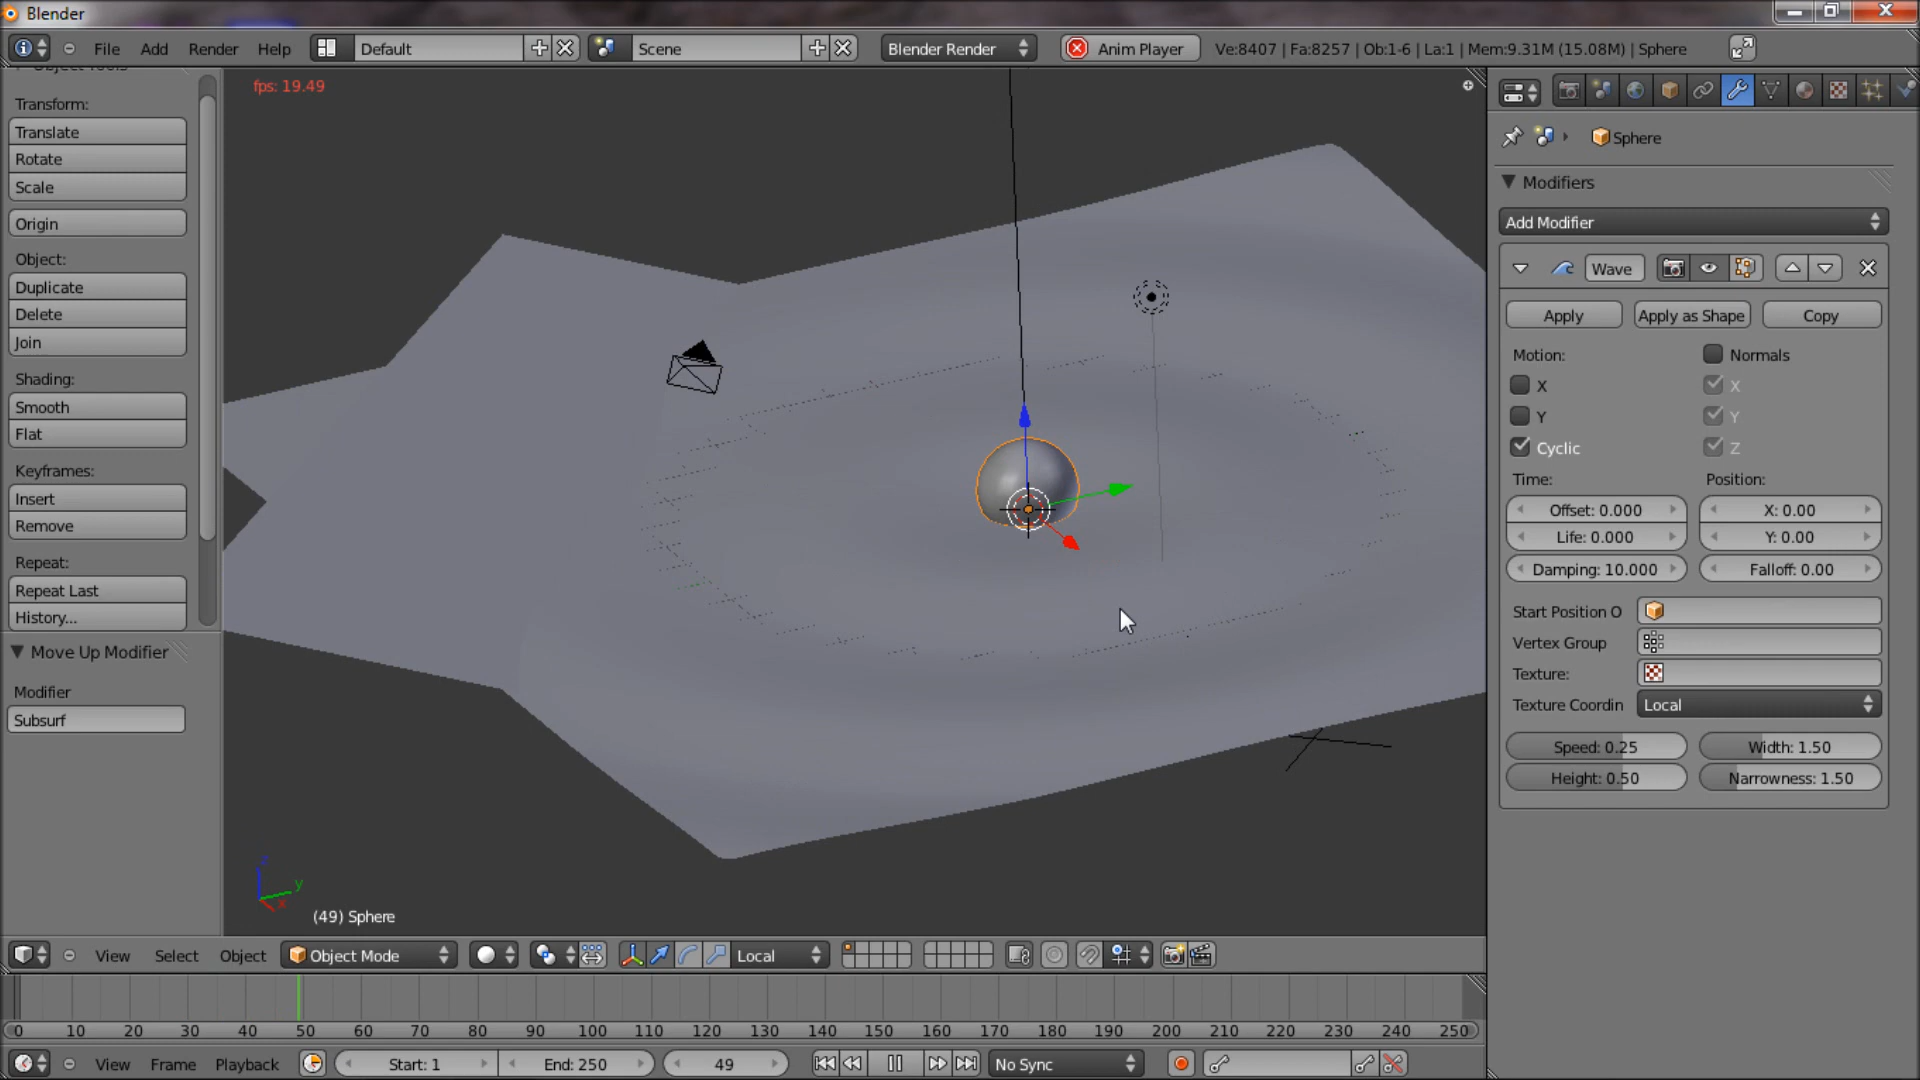 Blender
File Add Render Help Default Scene Blender Render Anim Player Ve:8407 | Fa:8257 | Ob:1-6 | La:1 | Mem:9.31M (15.08M) | Sphere
Object Tools
fps: 19.49
Transform:
Translate
Rotate
Scale
Origin
Object:
Duplicate
Delete
Join
Shading:
Smooth
Flat
Keyframes:
Insert
Remove
Repeat:
Repeat Last
History...
Move Up Modifier
Modifier
Subsurf
z
y
x
(49) Sphere
Sphere
Modifiers
Add Modifier
Wave
Apply Apply as Shape Copy
Motion: Normals
X X
Y Y
Cyclic Z
Time: Position:
Offset: 0.000 X: 0.00
Life: 0.000 Y: 0.00
Damping: 10.000 Falloff: 0.00
Start Position O
Vertex Group
Texture:
Texture Coordin Local
Speed: 0.25 Width: 1.50
Height: 0.50 Narrowness: 1.50
View Select Object Object Mode Local
0 10 20 30 40 50 60 70 80 90 100 110 120 130 140 150 160 170 180 190 200 210 220 230 240 250
View Frame Playback Start: 1 End: 250 49 No Sync